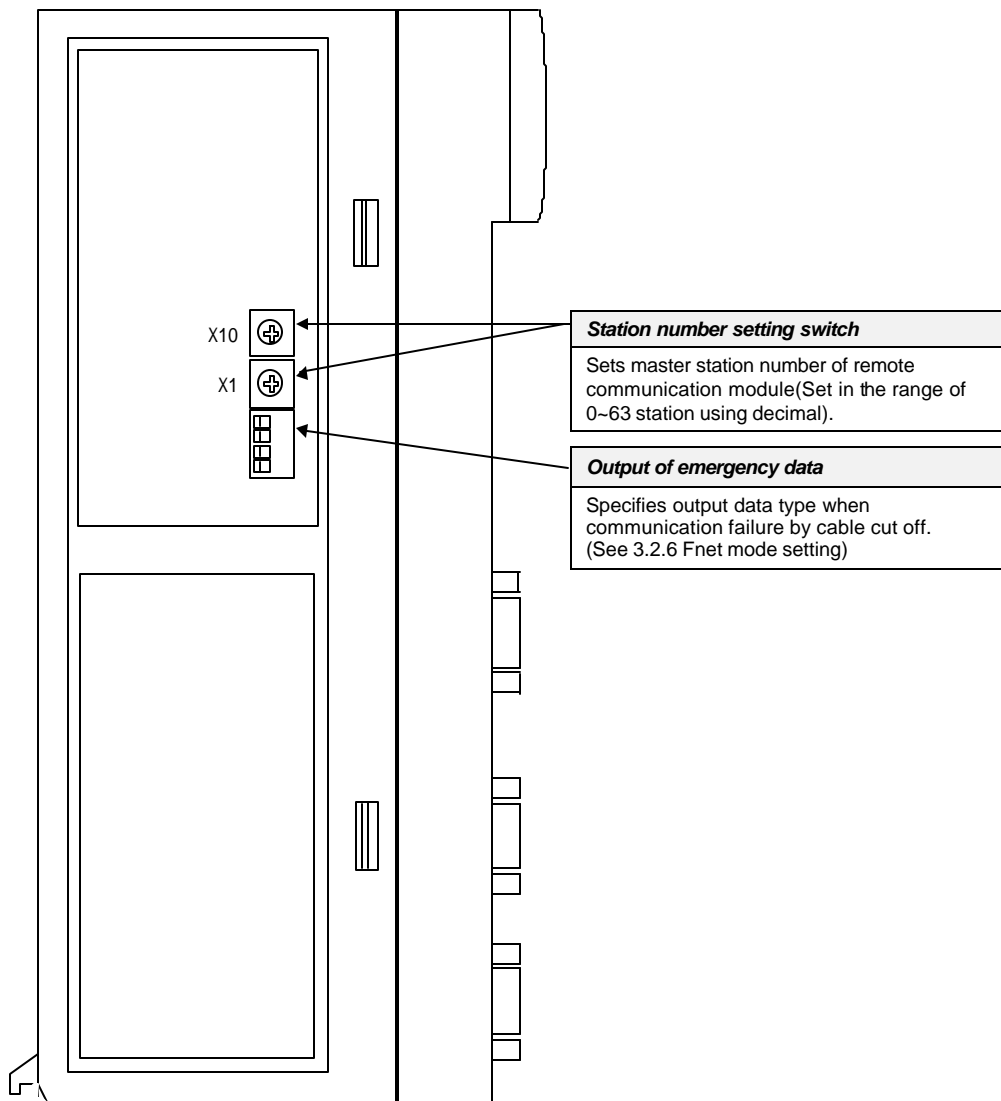 X10
X1
Station number setting switch
Sets master station number of remote
communication module(Set in the range of
0~63 station using decimal).
Output of emergency data
Specifies output data type when
communication failure by cable cut off.
(See 3.2.6 Fnet mode setting)